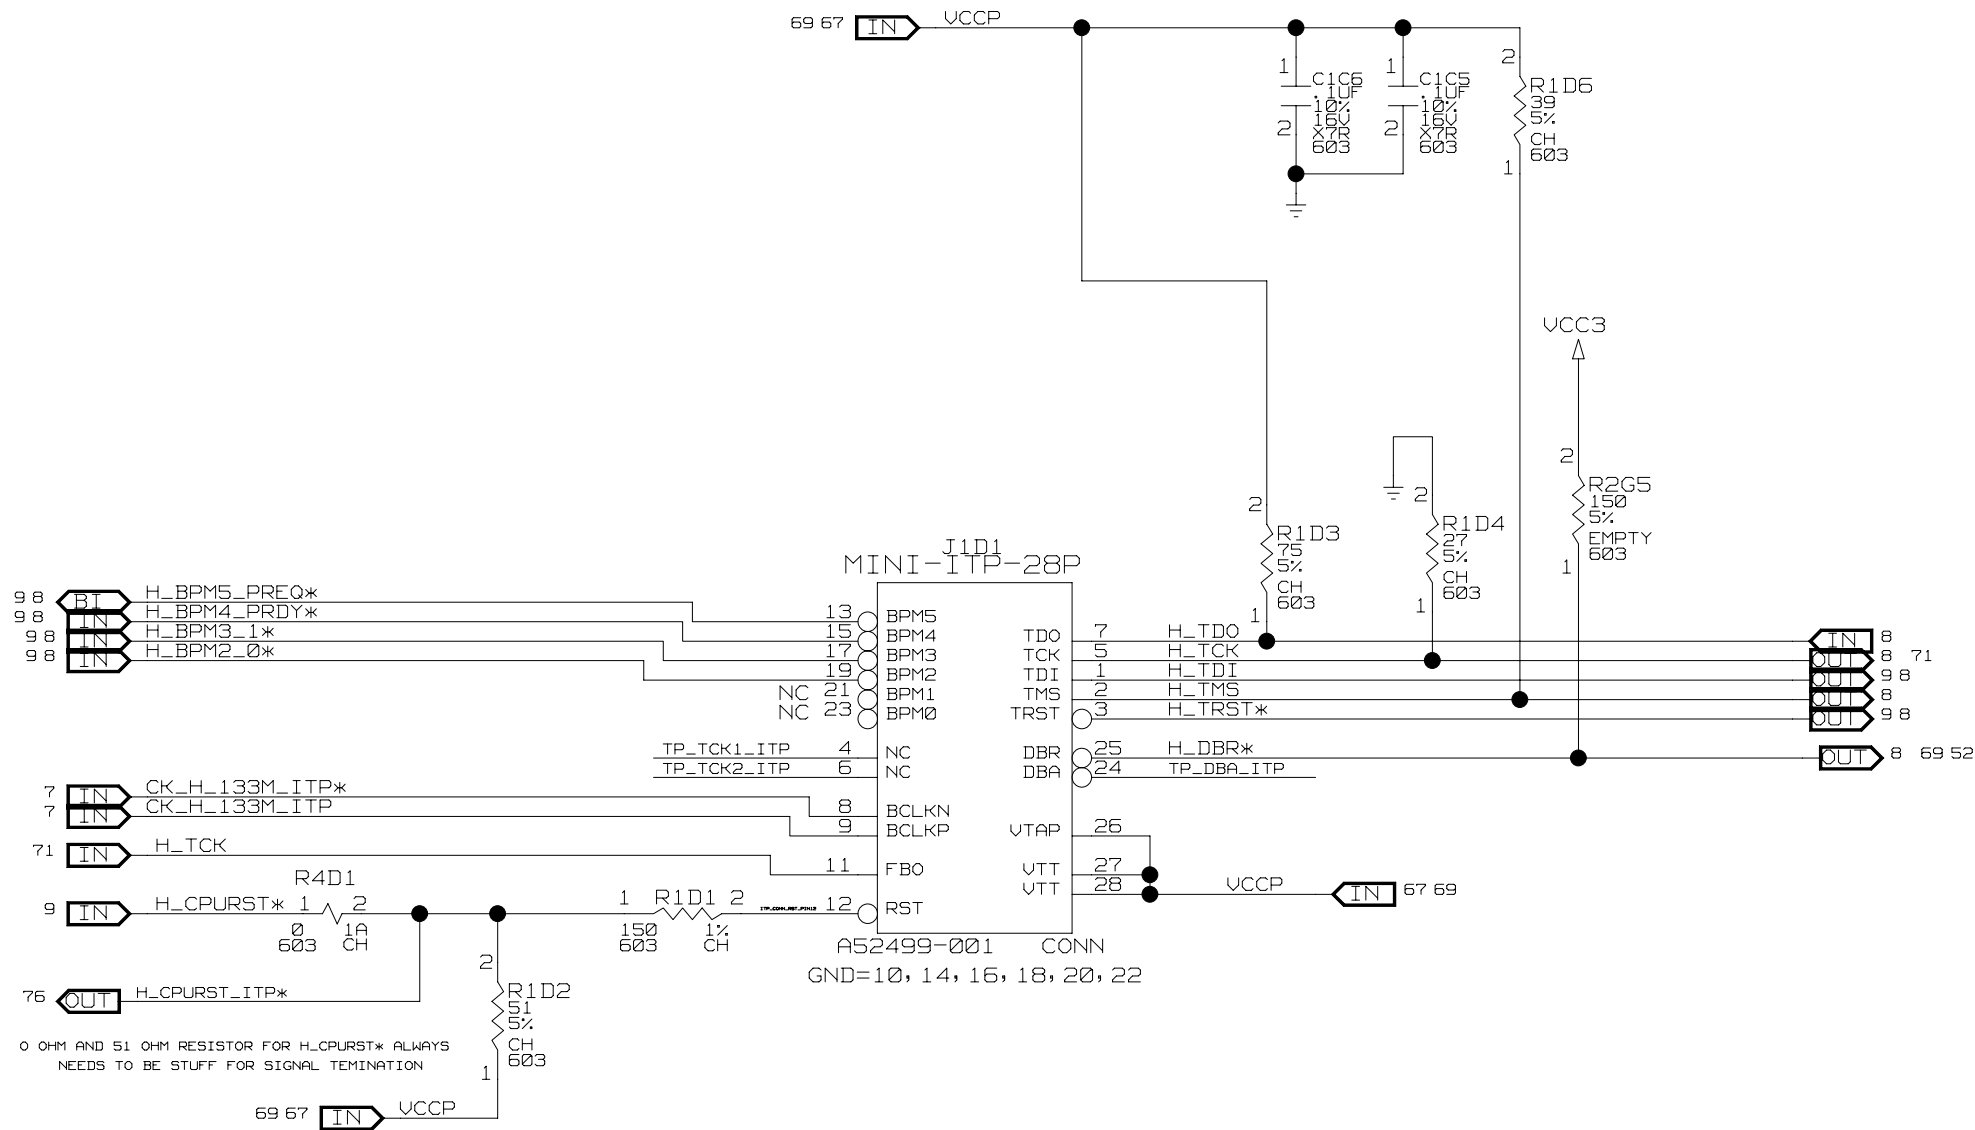 69 67 IN VCCP
1 C1C6 .1UF 10% 16V X7R 603 2
1 C1C5 .1UF 10% 16V X7R 603 2
2 R1D6 39 5% CH 603 1
VCC3
2 R2G5 150 5% EMPTY 603 1
2 R1D3 75 5% CH 603 1
2 R1D4 27 5% CH 603 1
J1D1
MINI-ITP-28P
9 8 BI H_BPM5_PREQ* 13 BPM5
9 8 IN H_BPM4_PRDY* 15 BPM4
9 8 IN H_BPM3_1* 17 BPM3
9 8 IN H_BPM2_0* 19 BPM2
NC 21 BPM1
NC 23 BPM0
TP_TCK1_ITP 4 NC
TP_TCK2_ITP 6 NC
7 IN CK_H_133M_ITP* 8 BCLKN
7 IN CK_H_133M_ITP 9 BCLKP
71 IN H_TCK 11 FBO
R4D1
9 IN H_CPURST* 1 2
0 1A
603 CH
1 R1D1 2
150 1%
603 CH
ITP_CONN_RST_PIN12 12 RST
TDO 7 H_TDO IN 8
TCK 5 H_TCK OUT 8 71
TDI 1 H_TDI OUT 9 8
TMS 2 H_TMS OUT 8
TRST 3 H_TRST* OUT 9 8
DBR 25 H_DBR* OUT 8 69 52
DBA 24 TP_DBA_ITP
VTAP 26
VTT 27
VTT 28 VCCP IN 67 69
A52499-001 CONN
GND=10,14,16,18,20,22
76 OUT H_CPURST_ITP*
2 R1D2 51 5% CH 603 1
0 OHM AND 51 OHM RESISTOR FOR H_CPURST* ALWAYS
NEEDS TO BE STUFF FOR SIGNAL TEMINATION
69 67 IN VCCP